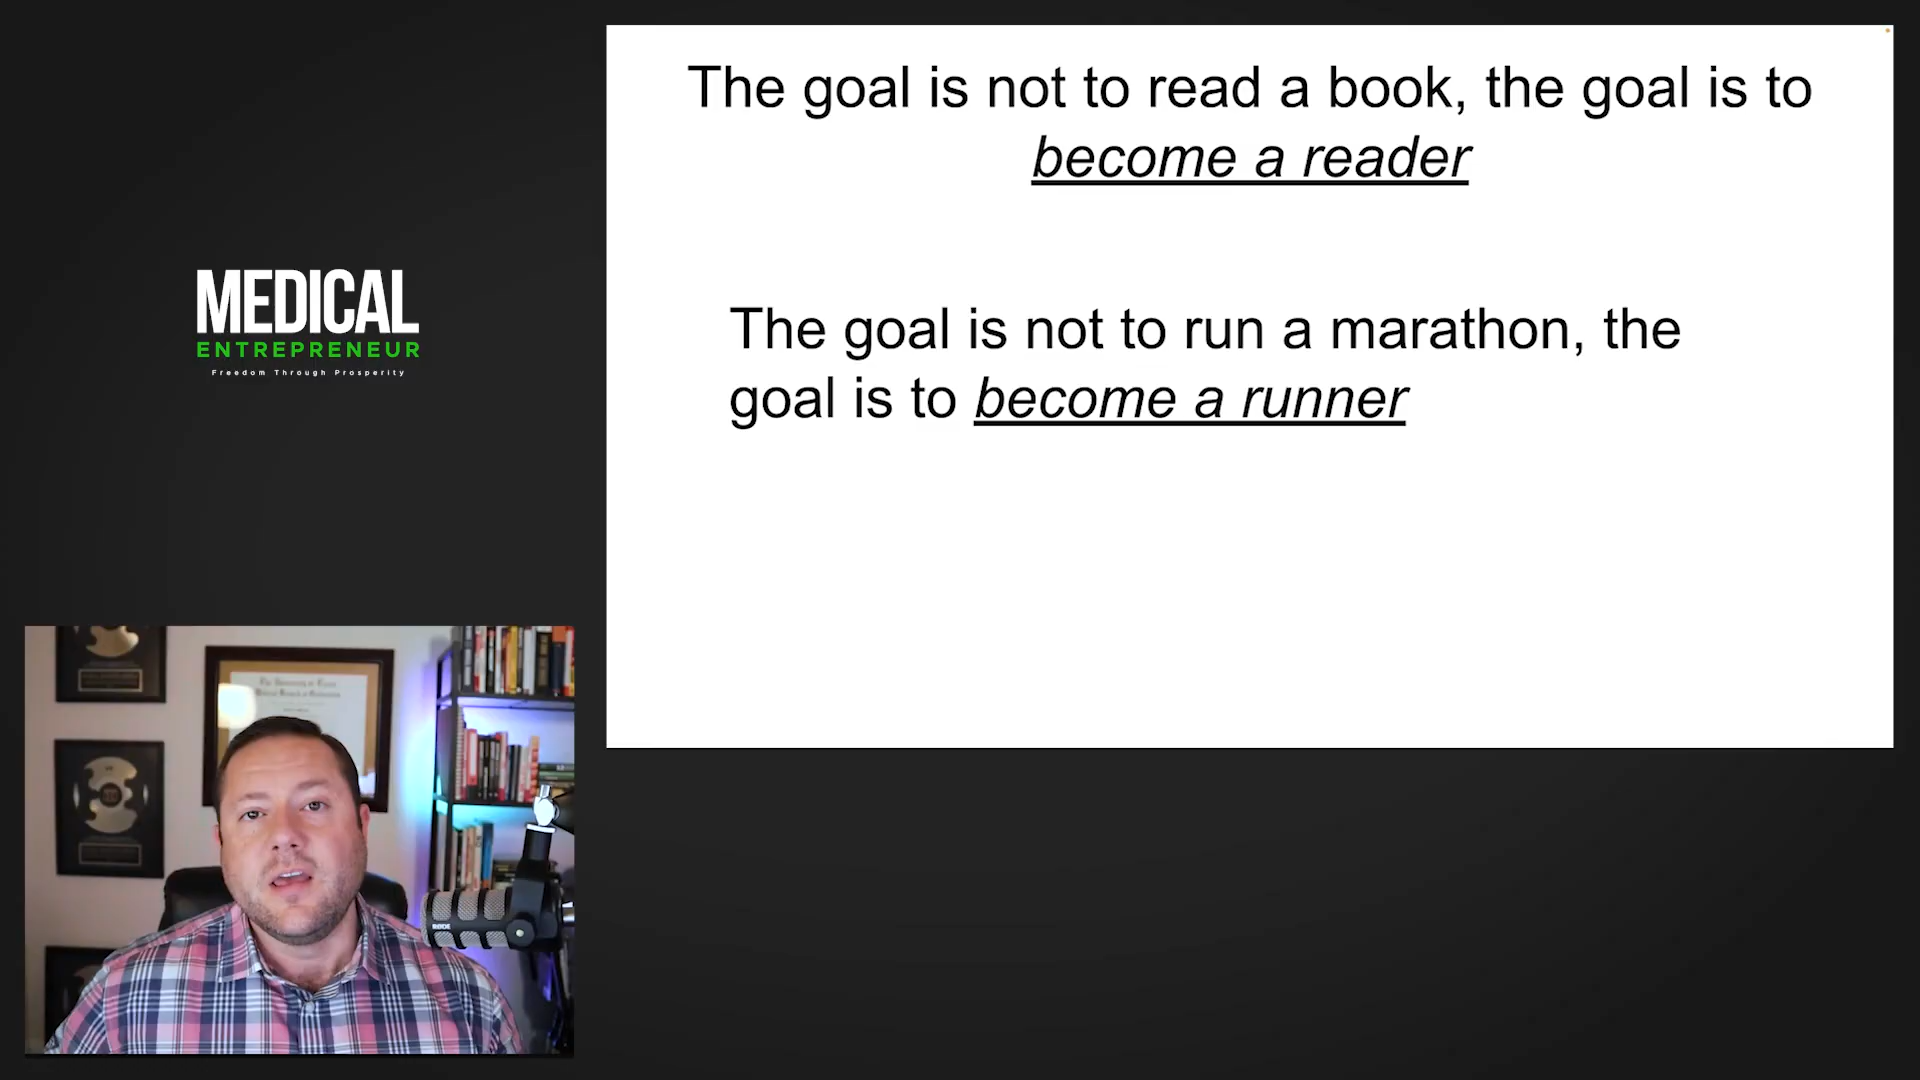 The goal is not to read a book, the goal is to
become a reader
The goal is not to run a marathon, the
goal is to become a runner
MEDICAL
ENTREPRENEUR
Freedom Through Prosperity
RØDE